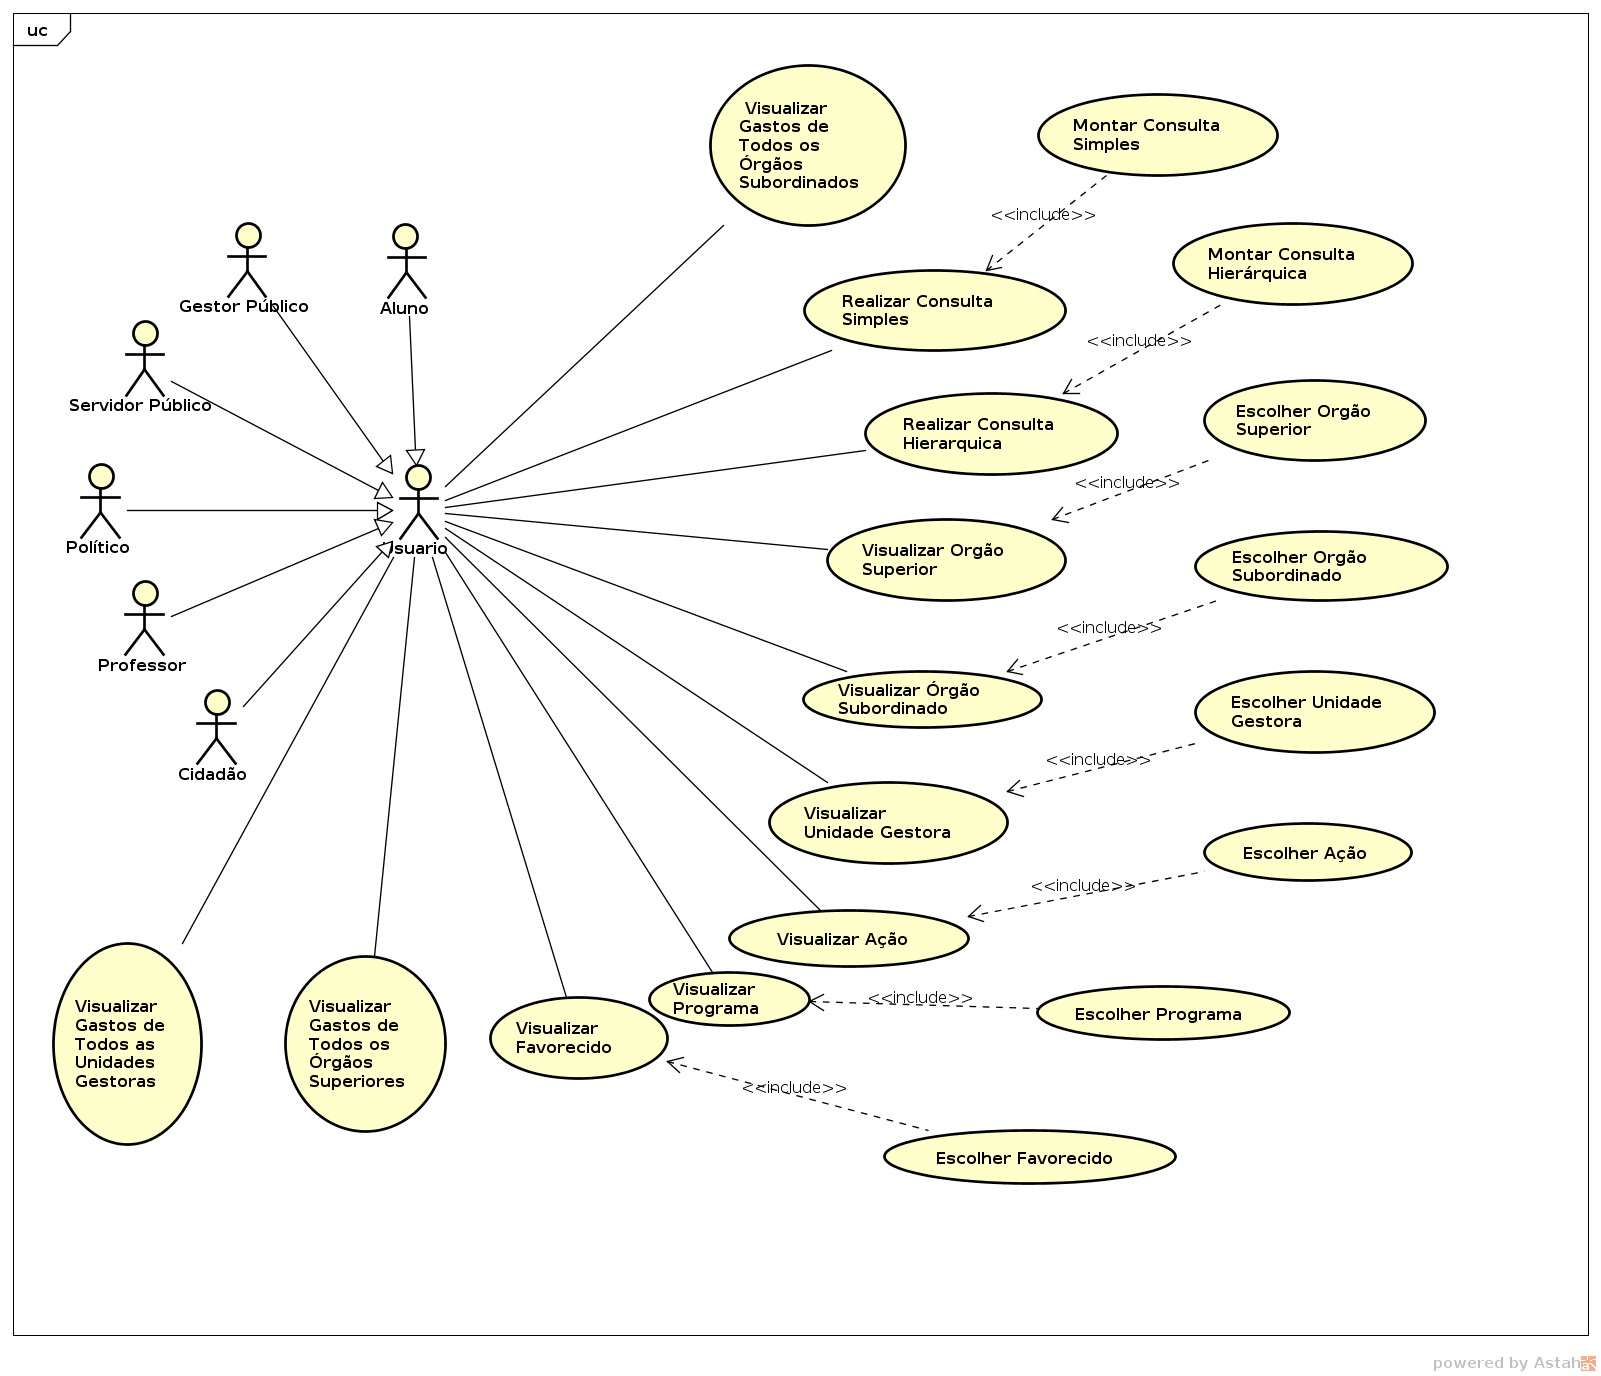 uc
Visualizar
Gastos de
Todos os
Órgãos
Subordinados
Montar Consulta
Simples
<<include>>
Gestor Público
Aluno
Realizar Consulta
Simples
Montar Consulta
Hierárquica
<<include>>
Servidor Público
Realizar Consulta
Hierarquica
Escolher Orgão
Superior
<<include>>
Político
Usuario
Visualizar Orgão
Superior
Escolher Orgão
Subordinado
<<include>>
Professor
Visualizar Órgão
Subordinado
Escolher Unidade
Gestora
<<include>>
Cidadão
Visualizar
Unidade Gestora
Escolher Ação
<<include>>
Visualizar Ação
Visualizar
Programa
<<include>>
Escolher Programa
Visualizar
Gastos de
Todos as
Unidades
Gestoras
Visualizar
Gastos de
Todos os
Órgãos
Superiores
Visualizar
Favorecido
<<include>>
Escolher Favorecido
powered by Astah